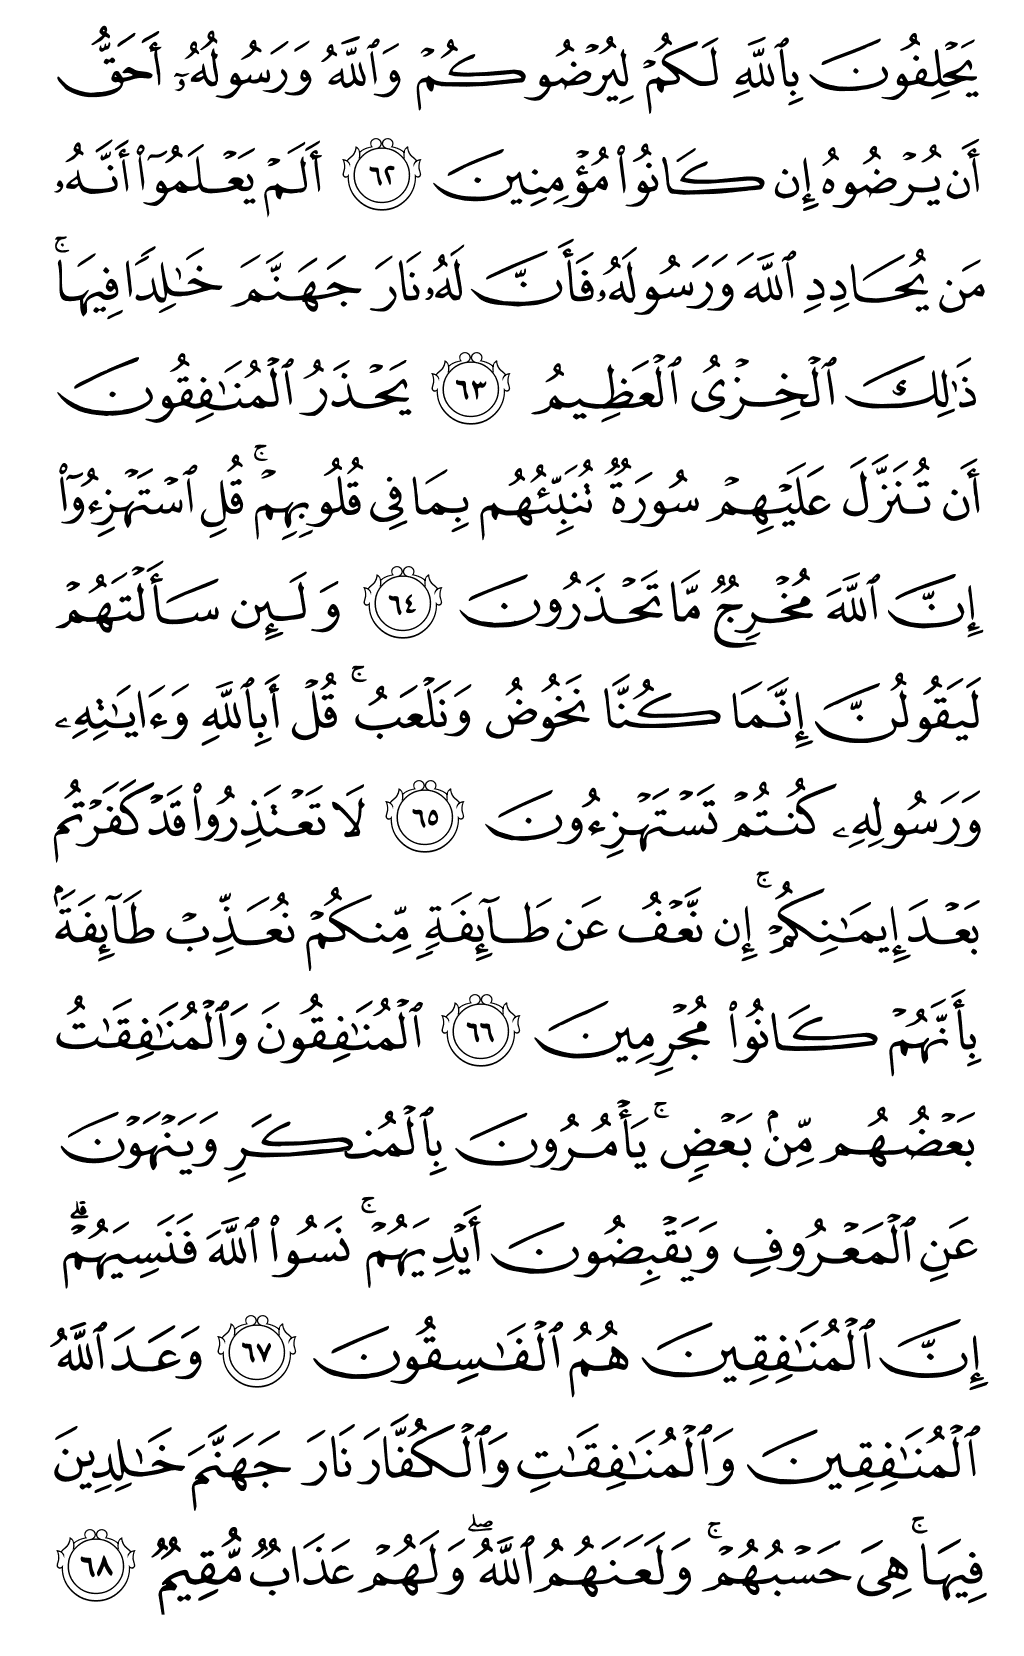 يَحۡلِفُونَ بِٱللَّهِ لَكُمۡ لِيُرۡضُوكُمۡ وَٱللَّهُ وَرَسُولُهُۥٓ أَحَقُّ
أَن يُرۡضُوهُ إِن كَانُواْ مُؤۡمِنِينَ ٦٢ أَلَمۡ يَعۡلَمُوٓاْ أَنَّهُۥ
مَن يُحَادِدِ ٱللَّهَ وَرَسُولَهُۥ فَأَنَّ لَهُۥ نَارَ جَهَنَّمَ خَٰلِدٗا فِيهَاۚ
ذَٰلِكَ ٱلۡخِزۡيُ ٱلۡعَظِيمُ ٦٣ يَحۡذَرُ ٱلۡمُنَٰفِقُونَ
أَن تُنَزَّلَ عَلَيۡهِمۡ سُورَةٞ تُنَبِّئُهُم بِمَا فِي قُلُوبِهِمۡۚ قُلِ ٱسۡتَهۡزِءُوٓاْ
إِنَّ ٱللَّهَ مُخۡرِجٞ مَّا تَحۡذَرُونَ ٦٤ وَلَئِن سَأَلۡتَهُمۡ
لَيَقُولُنَّ إِنَّمَا كُنَّا نَخُوضُ وَنَلۡعَبُۚ قُلۡ أَبِٱللَّهِ وَءَايَٰتِهِۦ
وَرَسُولِهِۦ كُنتُمۡ تَسۡتَهۡزِءُونَ ٦٥ لَا تَعۡتَذِرُواْ قَدۡ كَفَرۡتُم
بَعۡدَ إِيمَٰنِكُمۡۚ إِن نَّعۡفُ عَن طَآئِفَةٖ مِّنكُمۡ نُعَذِّبۡ طَآئِفَةَۢ
بِأَنَّهُمۡ كَانُواْ مُجۡرِمِينَ ٦٦ ٱلۡمُنَٰفِقُونَ وَٱلۡمُنَٰفِقَٰتُ
بَعۡضُهُم مِّنۢ بَعۡضٖۚ يَأۡمُرُونَ بِٱلۡمُنكَرِ وَيَنۡهَوۡنَ
عَنِ ٱلۡمَعۡرُوفِ وَيَقۡبِضُونَ أَيۡدِيَهُمۡۚ نَسُواْ ٱللَّهَ فَنَسِيَهُمۡۗ
إِنَّ ٱلۡمُنَٰفِقِينَ هُمُ ٱلۡفَٰسِقُونَ ٦٧ وَعَدَ ٱللَّهُ
ٱلۡمُنَٰفِقِينَ وَٱلۡمُنَٰفِقَٰتِ وَٱلۡكُفَّارَ نَارَ جَهَنَّمَ خَٰلِدِينَ
فِيهَاۚ هِيَ حَسۡبُهُمۡۚ وَلَعَنَهُمُ ٱللَّهُۖ وَلَهُمۡ عَذَابٞ مُّقِيمٞ ٦٨